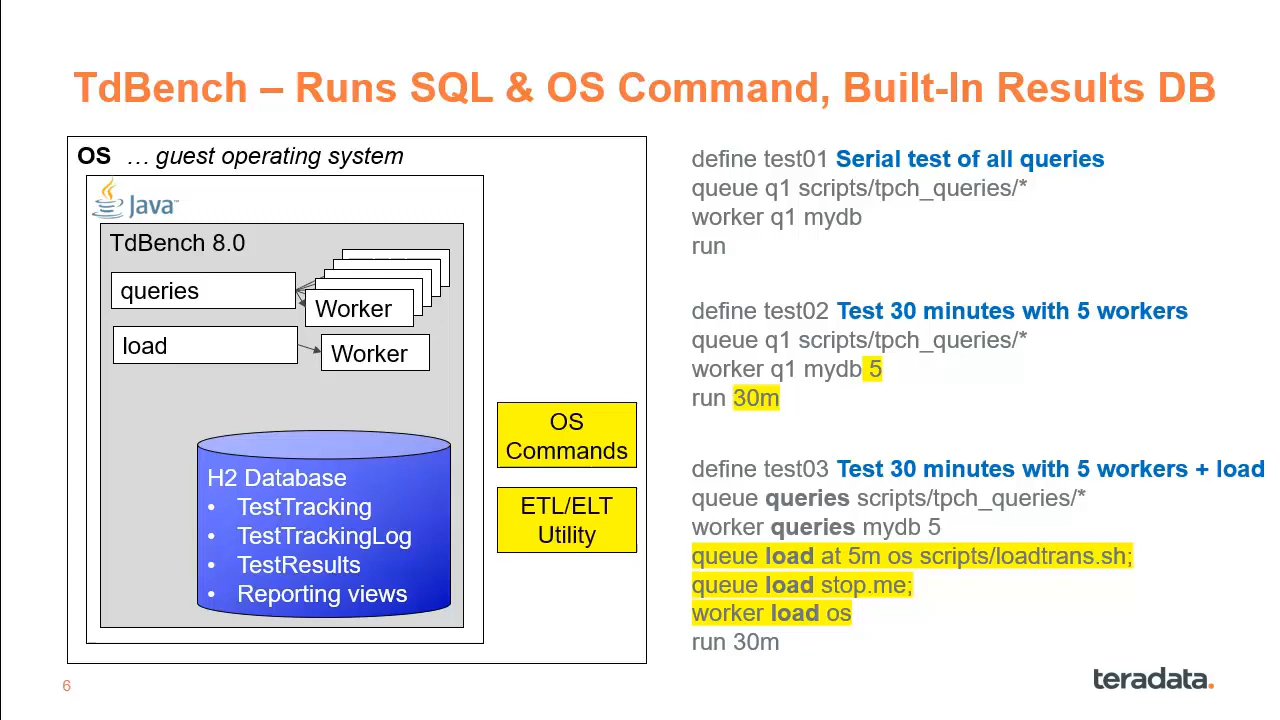 TdBench – Runs SQL & OS Command, Built-In Results DB
OS … guest operating system
Java™
TdBench 8.0
queries
Worker
load
Worker
OS
Commands
ETL/ELT
Utility
H2 Database
• TestTracking
• TestTrackingLog
• TestResults
• Reporting views
define test01 Serial test of all queries
queue q1 scripts/tpch_queries/*
worker q1 mydb
run
define test02 Test 30 minutes with 5 workers
queue q1 scripts/tpch_queries/*
worker q1 mydb 5
run 30m
define test03 Test 30 minutes with 5 workers + load
queue queries scripts/tpch_queries/*
worker queries mydb 5
queue load at 5m os scripts/loadtrans.sh;
queue load stop.me;
worker load os
run 30m
6
teradata.